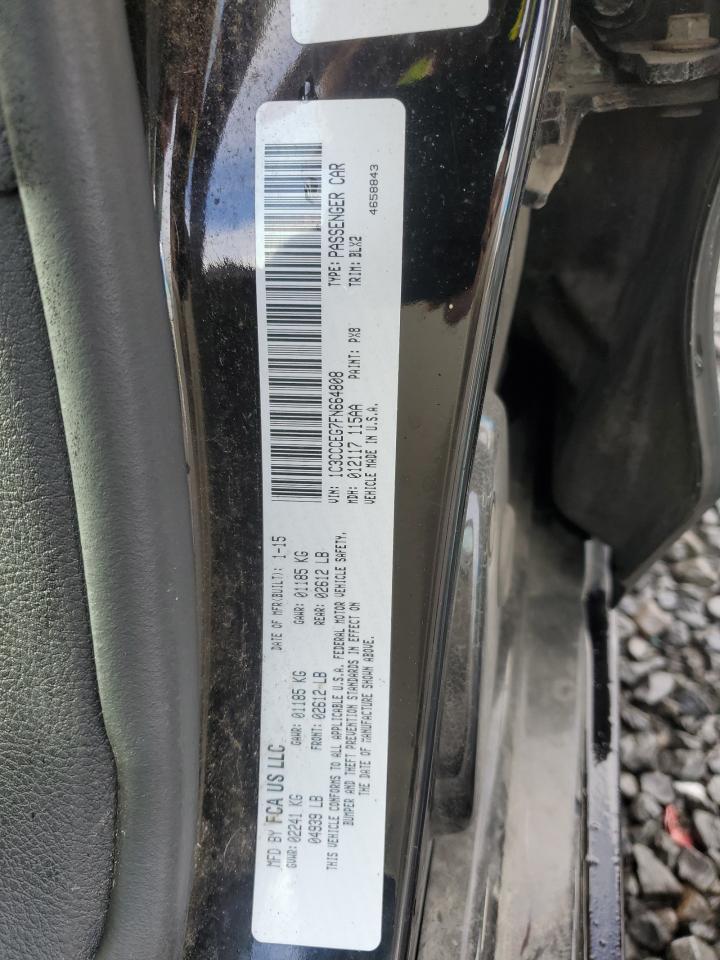 MFD BY FCA US LLC
DATE OF MFR(BUILT): 1-15
GVWR: 02241 KG
GAWR: 01185 KG
GAWR: 01185 KG
04939 LB
FRONT: 02612 LB
REAR: 02612 LB
THIS VEHICLE CONFORMS TO ALL APPLICABLE U.S.A. FEDERAL MOTOR VEHICLE SAFETY,
BUMPER AND THEFT PREVENTION STANDARDS IN EFFECT ON
THE DATE OF MANUFACTURE SHOWN ABOVE.
VIN: 1C3CCCEG7FN664808
TYPE: PASSENGER CAR
MDH: 012117 115AA
PAINT: PX8
TRIM: BLX2
VEHICLE MADE IN U.S.A.
4658843